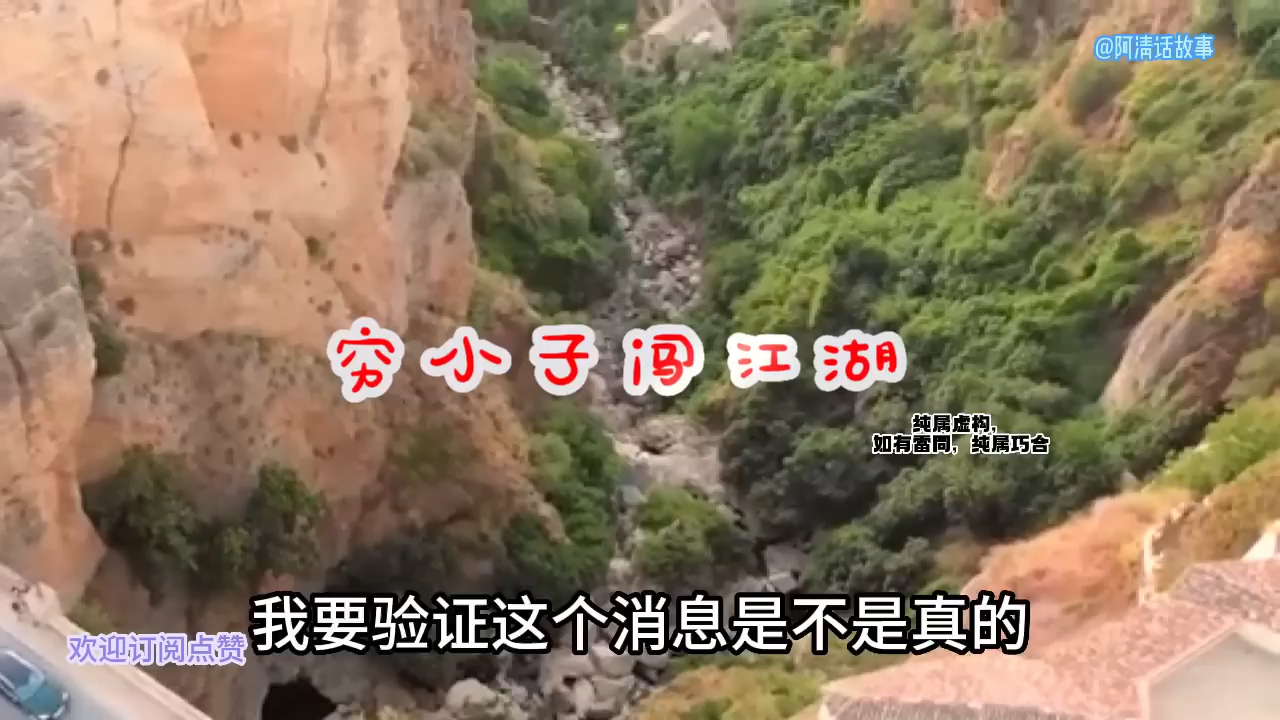 @阿清话故事
穷小子闯江湖
纯属虚构，
如有雷同，纯属巧合
我要验证这个消息是不是真的
欢迎订阅点赞